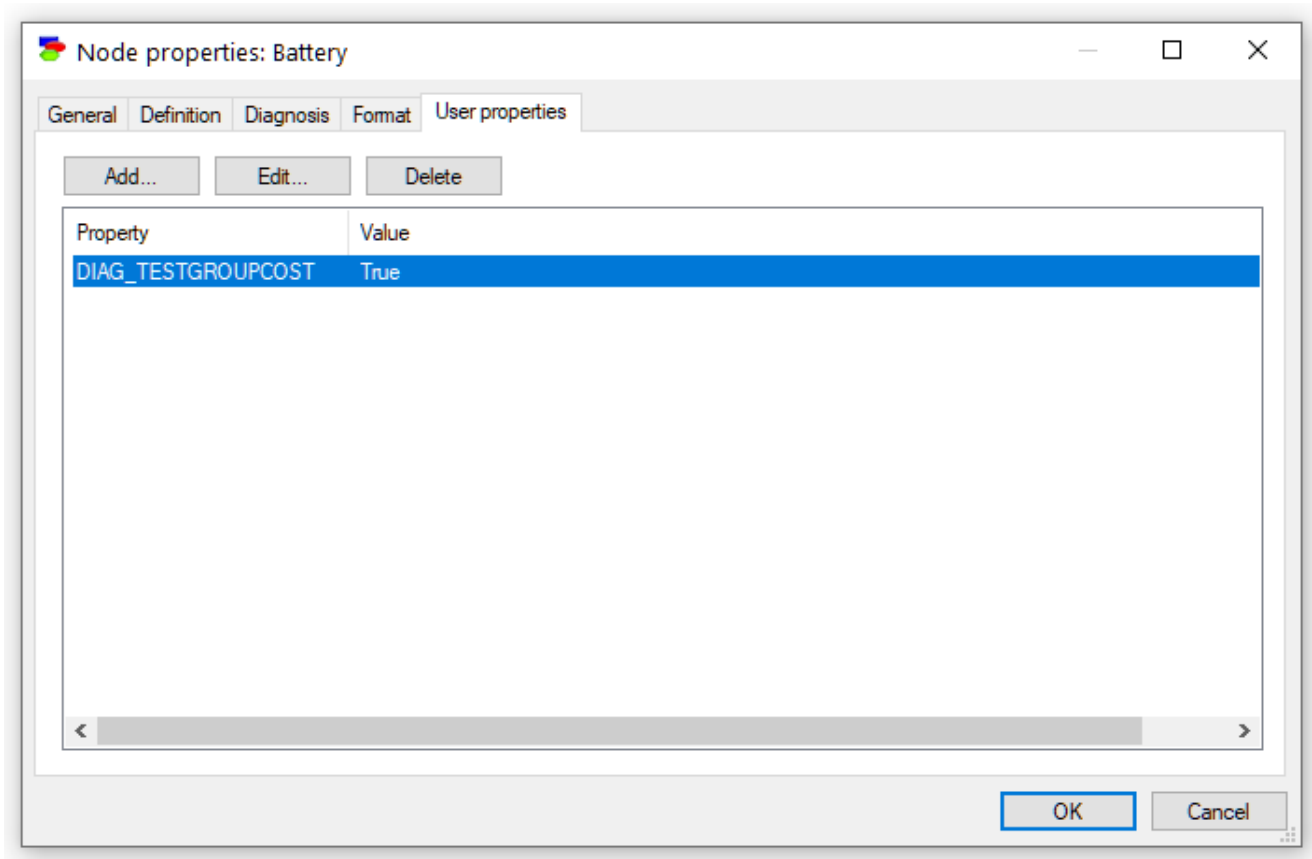 Node properties: Battery
General Definition Diagnosis Format User properties
Add... Edit... Delete
Property Value
DIAG_TESTGROUPCOST True
OK Cancel